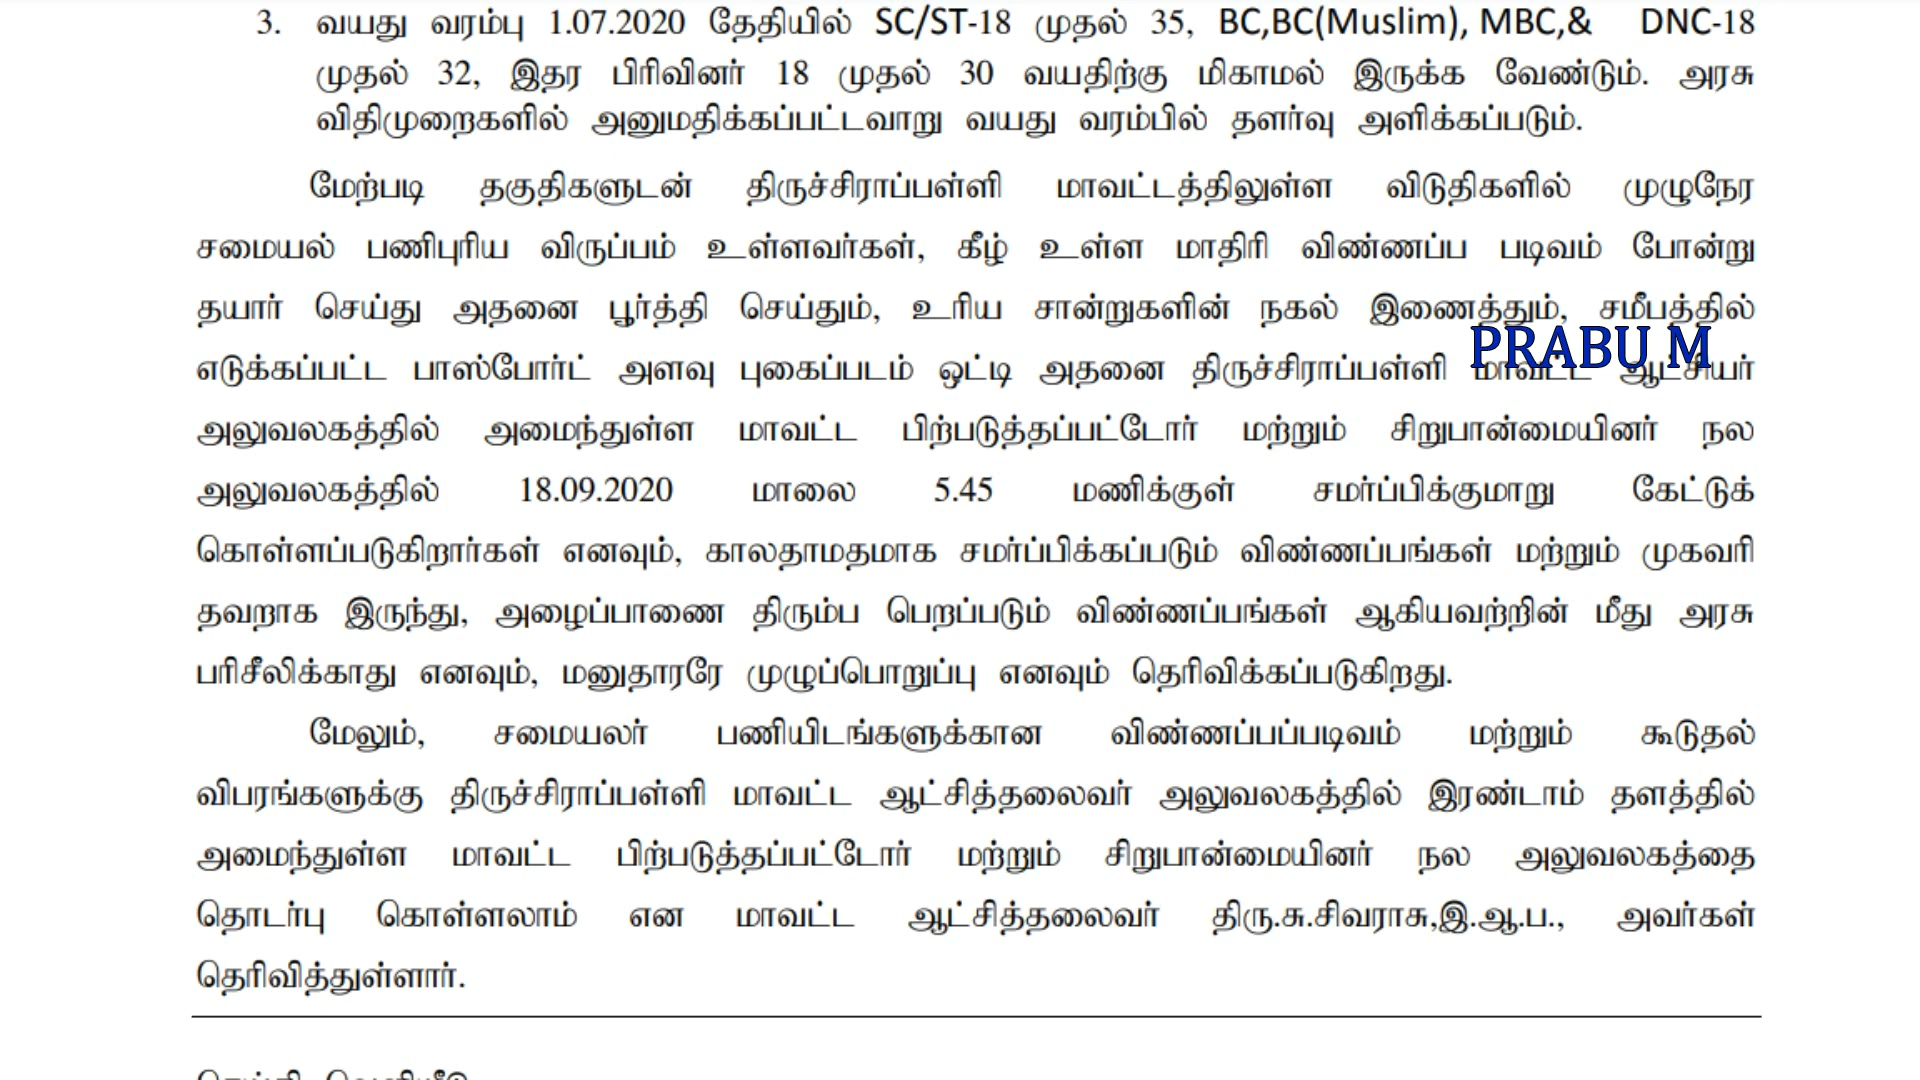 3. வயது வரம்பு 1.07.2020 தேதியில் SC/ST-18 முதல் 35, BC,BC(Muslim), MBC,& DNC-18
முதல் 32, இதர பிரிவினர் 18 முதல் 30 வயதிற்கு மிகாமல் இருக்க வேண்டும். அரசு
விதிமுறைகளில் அனுமதிக்கப்பட்டவாறு வயது வரம்பில் தளர்வு அளிக்கப்படும்.
மேற்படி தகுதிகளுடன் திருச்சிராப்பள்ளி மாவட்டத்திலுள்ள விடுதிகளில் முழுநேர
சமையல் பணிபுரிய விருப்பம் உள்ளவர்கள், கீழ் உள்ள மாதிரி விண்ணப்ப படிவம் போன்று
தயார் செய்து அதனை பூர்த்தி செய்தும், உரிய சான்றுகளின் நகல் இணைத்தும், சமீபத்தில்
PRABU M
எடுக்கப்பட்ட பாஸ்போர்ட் அளவு புகைப்படம் ஒட்டி அதனை திருச்சிராப்பள்ளி மாவட்ட ஆட்சியர்
அலுவலகத்தில் அமைந்துள்ள மாவட்ட பிற்படுத்தப்பட்டோர் மற்றும் சிறுபான்மையினர் நல
அலுவலகத்தில் 18.09.2020 மாலை 5.45 மணிக்குள் சமர்ப்பிக்குமாறு கேட்டுக்
கொள்ளப்படுகிறார்கள் எனவும், காலதாமதமாக சமர்ப்பிக்கப்படும் விண்ணப்பங்கள் மற்றும் முகவரி
தவறாக இருந்து, அழைப்பாணை திரும்ப பெறப்படும் விண்ணப்பங்கள் ஆகியவற்றின் மீது அரசு
பரிசீலிக்காது எனவும், மனுதாரரே முழுப்பொறுப்பு எனவும் தெரிவிக்கப்படுகிறது.
மேலும், சமையலர் பணியிடங்களுக்கான விண்ணப்பப்படிவம் மற்றும் கூடுதல்
விபரங்களுக்கு திருச்சிராப்பள்ளி மாவட்ட ஆட்சித்தலைவர் அலுவலகத்தில் இரண்டாம் தளத்தில்
அமைந்துள்ள மாவட்ட பிற்படுத்தப்பட்டோர் மற்றும் சிறுபான்மையினர் நல அலுவலகத்தை
தொடர்பு கொள்ளலாம் என மாவட்ட ஆட்சித்தலைவர் திரு.சு.சிவராசு,இ.ஆ.ப., அவர்கள்
தெரிவித்துள்ளார்.